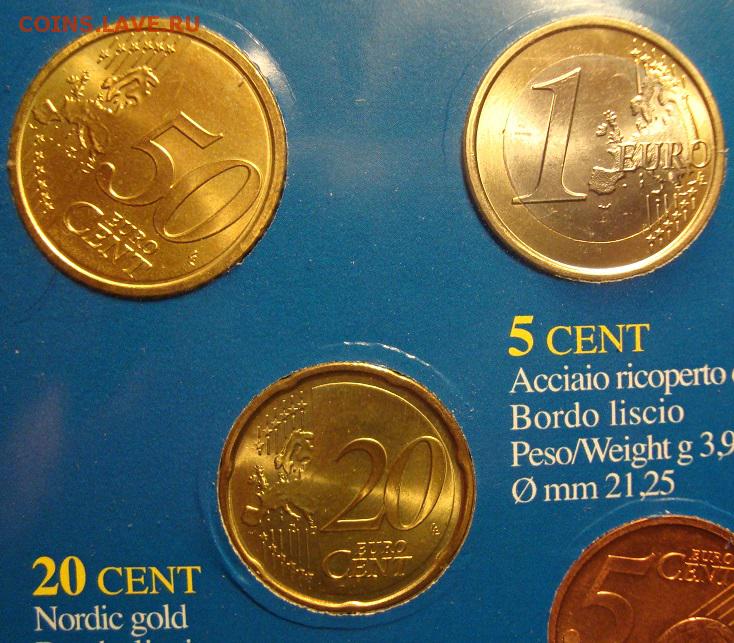 COINS.LAVE.RU
50
EURO
CENT
1
EURO
5 CENT
Acciaio ricoperto
Bordo liscio
Peso/Weight g 3,9
Ø mm 21,25
20
EURO
CENT
20 CENT
Nordic gold
5
EURO
CENT